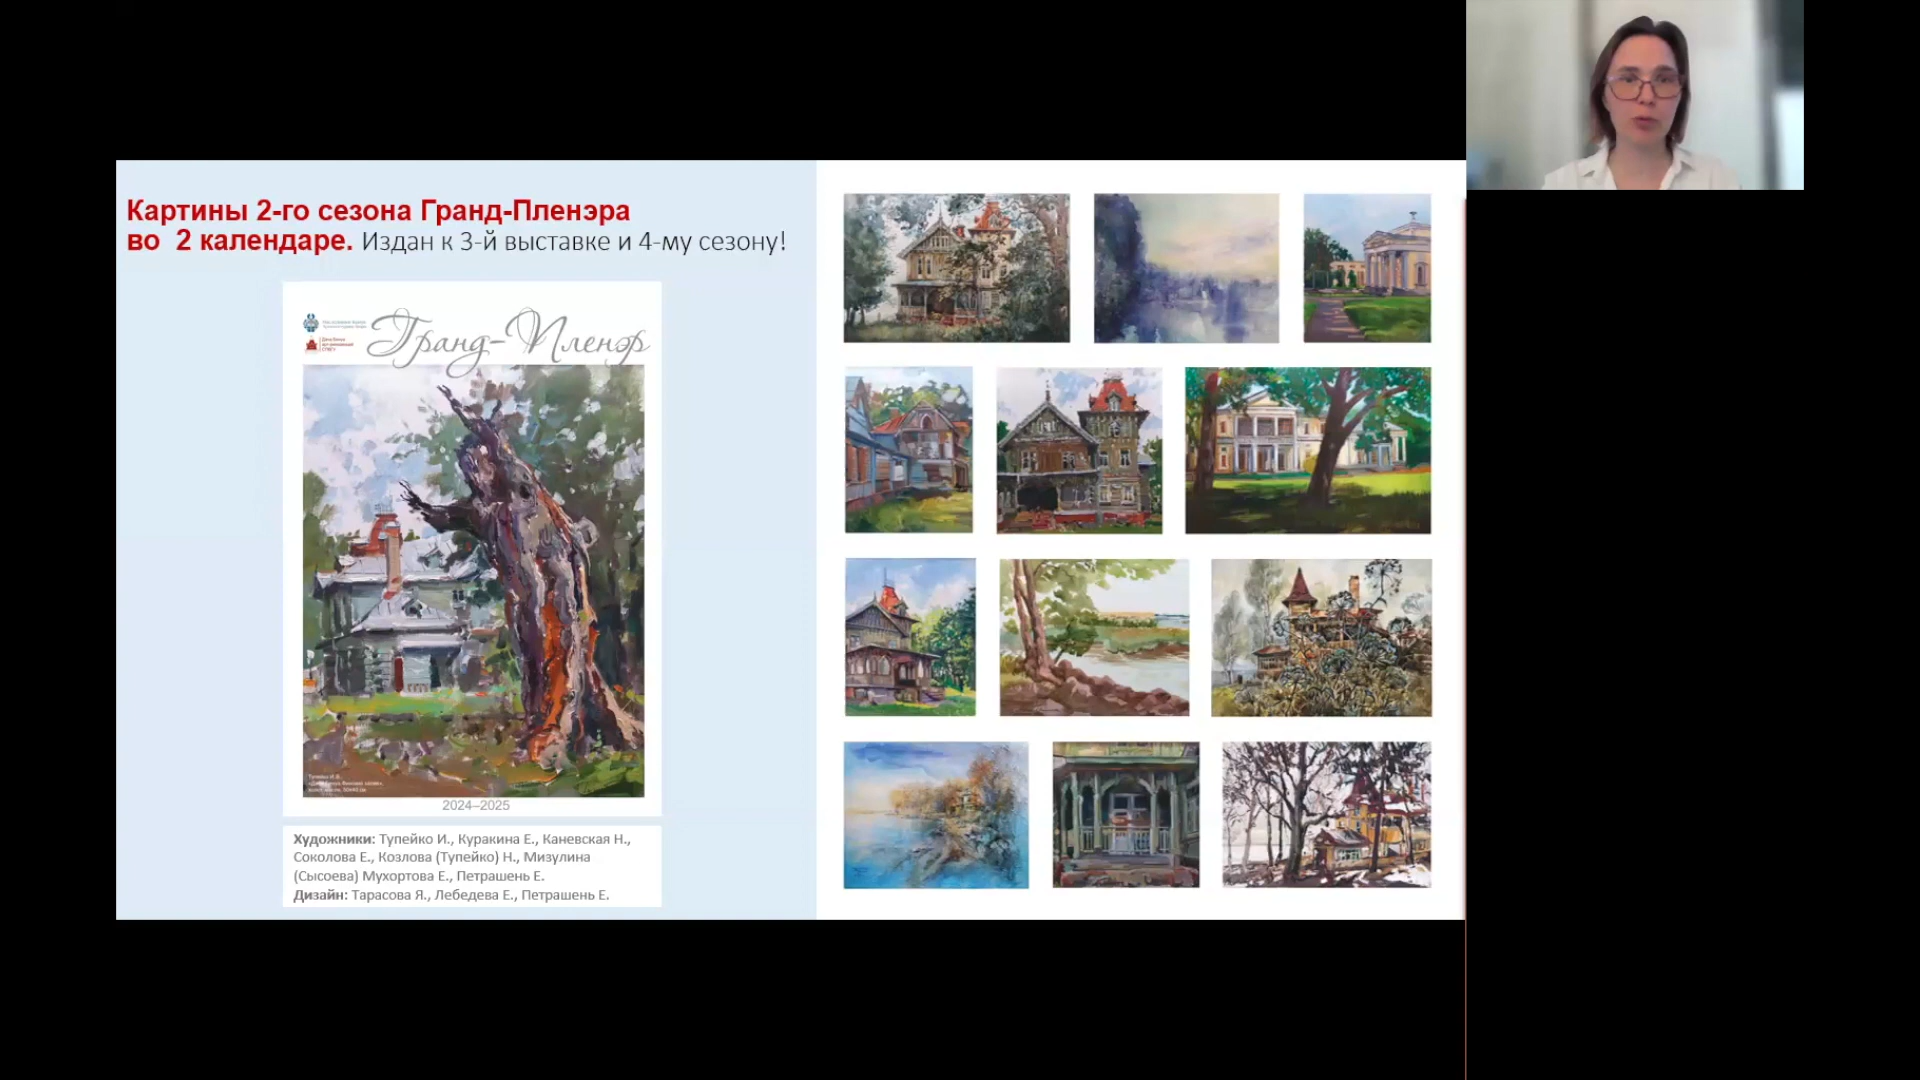 Картины 2-го сезона Гранд-Пленэра
во 2 календаре. Издан к 3-й выставке и 4-му сезону!
Гранд-Пленэр
2024–2025
Художники: Тупейко И., Куракина Е., Каневская Н.,
Соколова Е., Козлова (Тупейко) Н., Мизулина
(Сысоева) Мухортова Е., Петрашень Е.
Дизайн: Тарасова Я., Лебедева Е., Петрашень Е.